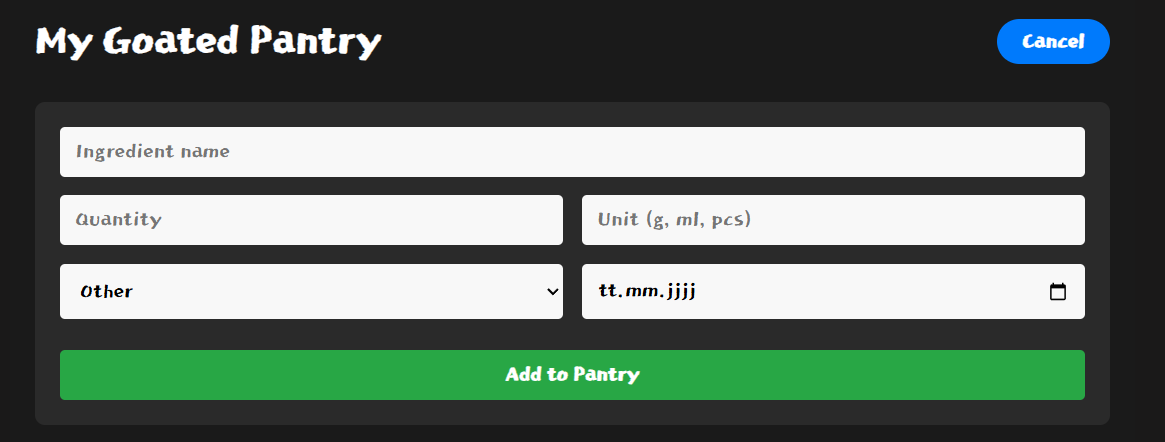 My Goated Pantry
Cancel
Ingredient name
Quantity
Unit (g, ml, pcs)
Other
tt.mm.jjjj
Add to Pantry